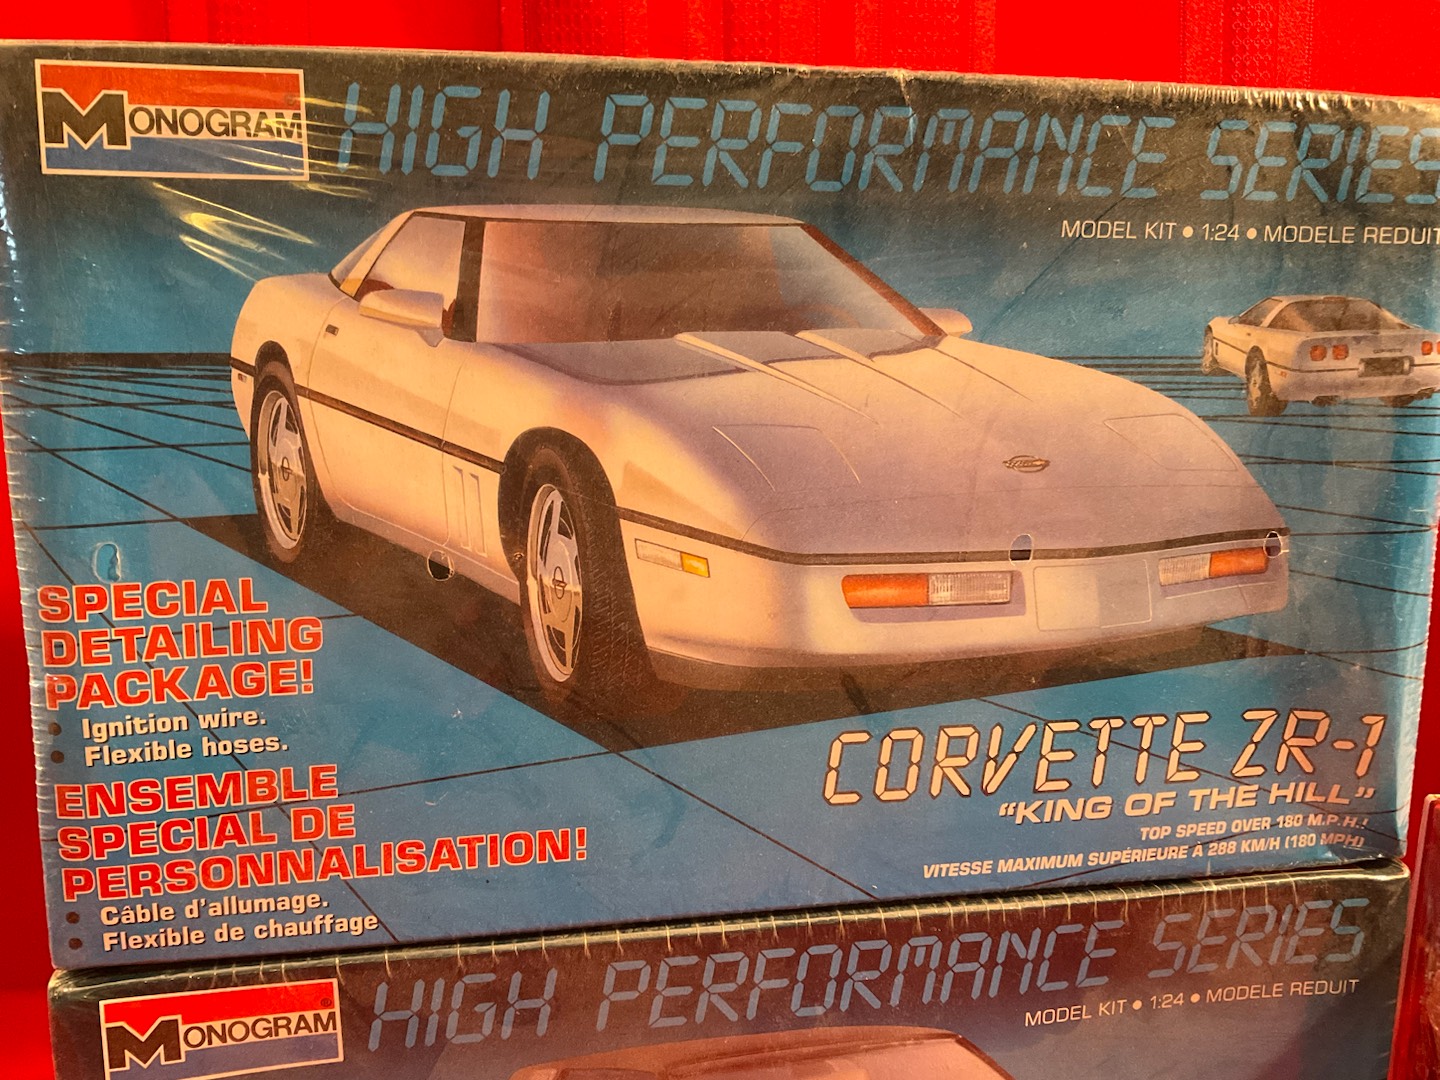 MONOGRAM
HIGH PERFORMANCE SERIES
MODEL KIT • 1:24 • MODELE REDUIT
SPECIAL
DETAILING
PACKAGE!
• Ignition wire.
• Flexible hoses.
ENSEMBLE
SPECIAL DE
PERSONNALISATION!
• Câble d'allumage.
• Flexible de chauffage
CORVETTE ZR-1
"KING OF THE HILL"
TOP SPEED OVER 180 M.P.H.!
VITESSE MAXIMUM SUPÉRIEURE À 288 KM/H (180 MPH)
MONOGRAM®
HIGH PERFORMANCE SERIES
MODEL KIT • 1:24 • MODELE REDUIT